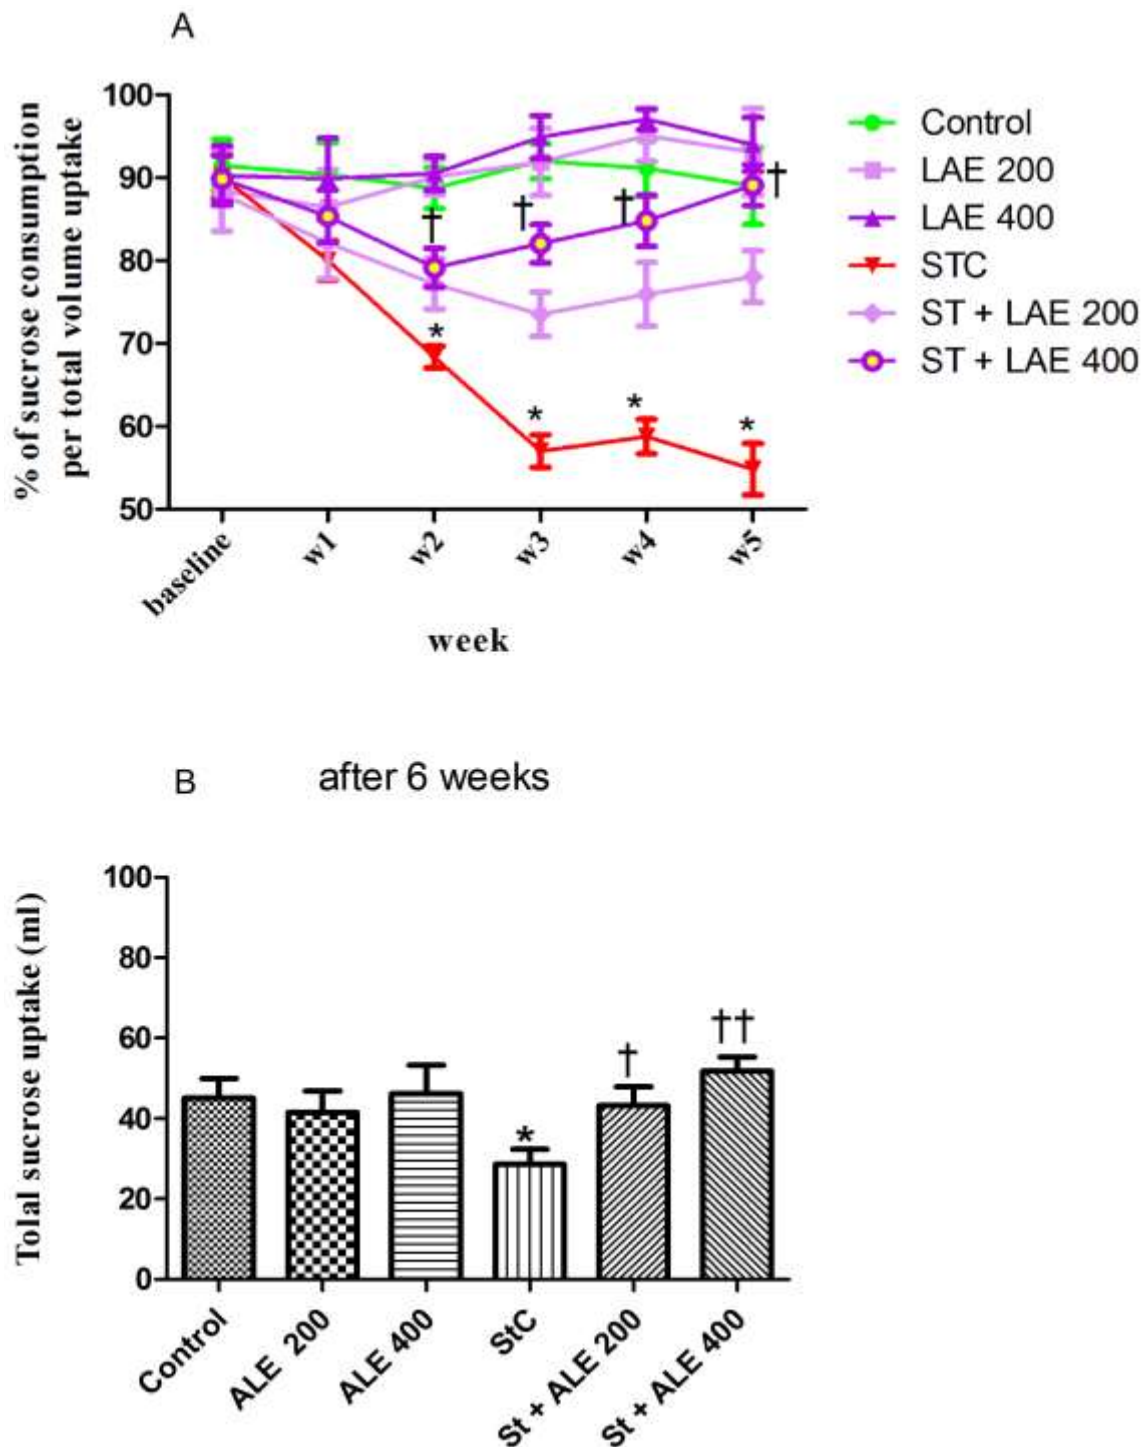 A
% of sucrose consumption
per total volume uptake
100
90
80
70
60
50
†
†
†
†
*
*
*
*
baseline
w1
w2
w3
w4
w5
week
Control
LAE 200
LAE 400
STC
ST + LAE 200
ST + LAE 400
B
after 6 weeks
Tolal sucrose uptake (ml)
100
80
60
40
20
0
*
†
††
Control
ALE 200
ALE 400
StC
St + ALE 200
St + ALE 400